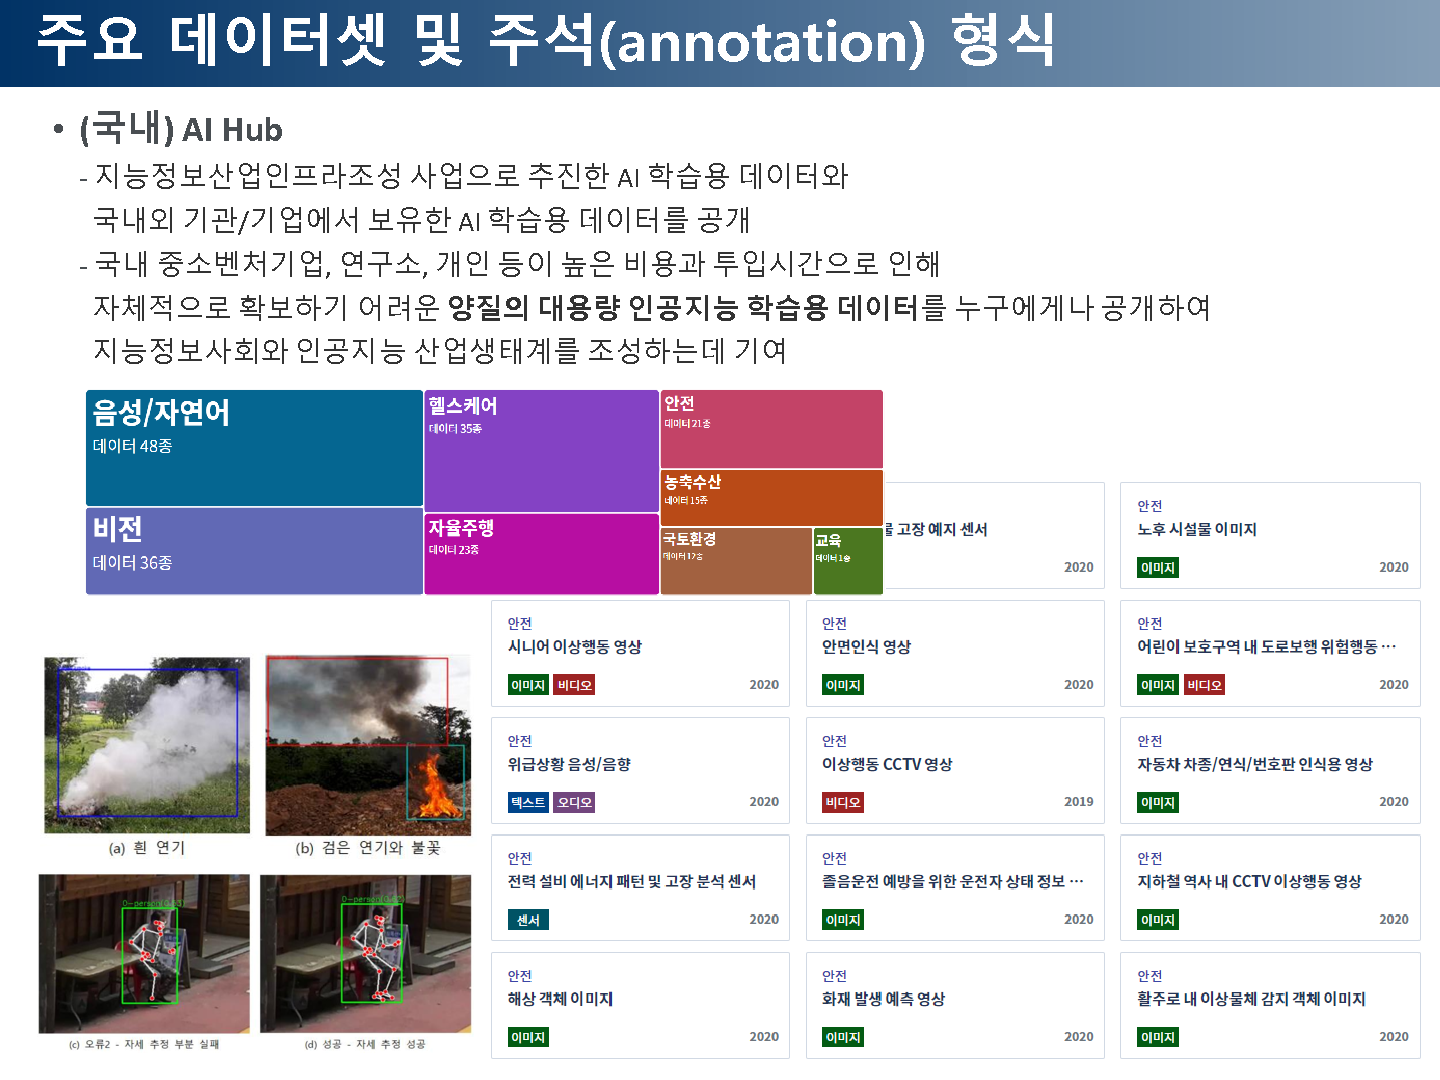 주요 데이터셋 및 주석(annotation) 형식
• (국내) AI Hub
- 지능정보산업인프라조성 사업으로 추진한 AI 학습용 데이터와
국내외 기관/기업에서 보유한 AI 학습용 데이터를 공개
- 국내 중소벤처기업, 연구소, 개인 등이 높은 비용과 투입시간으로 인해
자체적으로 확보하기 어려운 양질의 대용량 인공지능 학습용 데이터를 누구에게나 공개하여
지능정보사회와 인공지능 산업생태계를 조성하는데 기여
음성/자연어
데이터 48종
비전
데이터 36종
헬스케어
데이터 35종
자율주행
데이터 23종
안전
데이터 21종
농축수산
데이터 15종
국토환경
데이터 12종
교육
데이터 1종
고장 예지 센서
2020
안전
노후 시설물 이미지
이미지 2020
안전
시니어 이상행동 영상
이미지 비디오 2020
안전
안면인식 영상
이미지 2020
안전
어린이 보호구역 내 도로보행 위험행동 ···
이미지 비디오 2020
안전
위급상황 음성/음향
텍스트 오디오 2020
안전
이상행동 CCTV 영상
비디오 2019
안전
자동차 차종/연식/번호판 인식용 영상
이미지 2020
안전
전력 설비 에너지 패턴 및 고장 분석 센서
센서 2020
안전
졸음운전 예방을 위한 운전자 상태 정보 ···
이미지 2020
안전
지하철 역사 내 CCTV 이상행동 영상
이미지 2020
안전
해상 객체 이미지
이미지 2020
안전
화재 발생 예측 영상
이미지 2020
안전
활주로 내 이상물체 감지 객체 이미지
이미지 2020
(a) 흰 연기
(b) 검은 연기와 불꽃
(c) 오류2 - 자세 추정 부분 실패
(d) 성공 - 자세 추정 성공